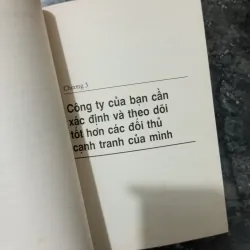 Chương 3
Công ty của bạn cần
xác định và theo dõi
tốt hơn các đối thủ
cạnh tranh của mình